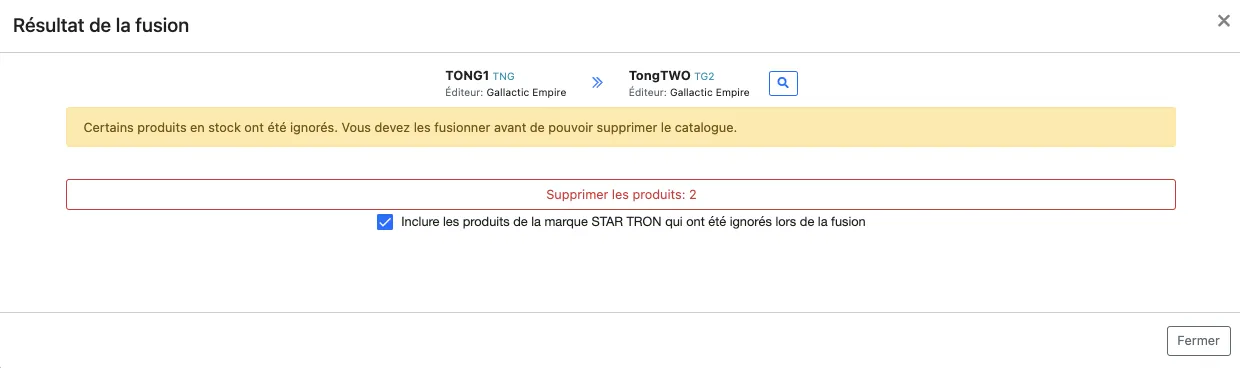 Résultat de la fusion
TONG1 TNG
Éditeur: Gallactic Empire
TongTWO TG2
Éditeur: Gallactic Empire
Certains produits en stock ont été ignorés. Vous devez les fusionner avant de pouvoir supprimer le catalogue.
Supprimer les produits: 2
Inclure les produits de la marque STAR TRON qui ont été ignorés lors de la fusion
Fermer